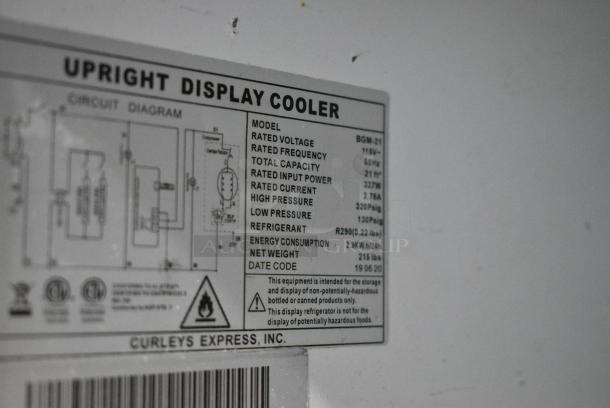 UPRIGHT DISPLAY COOLER
CIRCUIT DIAGRAM
MODEL BGM-21
RATED VOLTAGE 115V~
RATED FREQUENCY 60Hz
TOTAL CAPACITY 21 ft³
RATED INPUT POWER 327W
RATED CURRENT 2.78A
HIGH PRESSURE 320Psig
LOW PRESSURE 130Psig
REFRIGERANT R290(0.22 lbs)
ENERGY CONSUMPTION
NET WEIGHT 215 lbs
DATE CODE 19.06.20
This equipment is intended for the storage
and display of non-potentially-hazardous
bottled or canned products only.
This display refrigerator is not for the
display of potentially hazardous foods.
CURLEYS EXPRESS, INC.